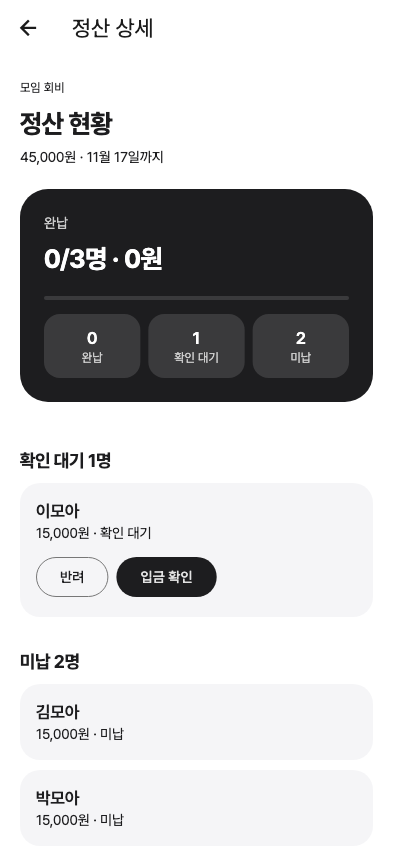 정산 상세
모임 회비
정산 현황
45,000원 · 11월 17일까지
완납
0/3명 · 0원
0
완납
1
확인 대기
2
미납
확인 대기 1명
이모아
15,000원 · 확인 대기
반려
입금 확인
미납 2명
김모아
15,000원 · 미납
박모아
15,000원 · 미납